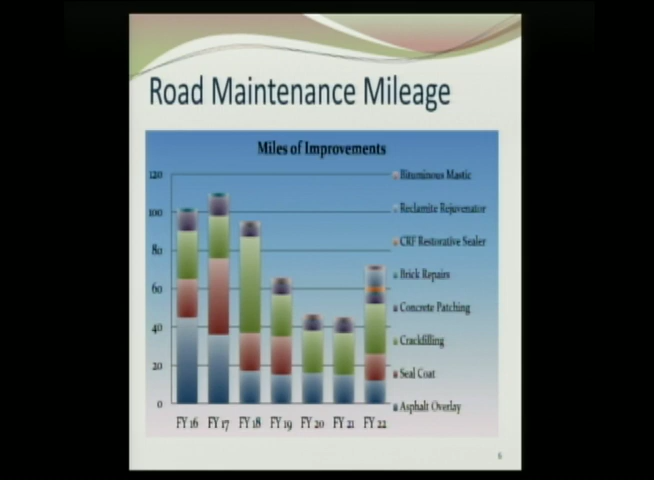 Road Maintenance Mileage
Miles of Improvements
120
100
80
60
40
20
0
FY 16 FY 17 FY 18 FY 19 FY 20 FY 21 FY 22
Bituminous Mastic
Reclamite Rejuvenator
CRF Restorative Sealer
Brick Repairs
Concrete Patching
Crackfilling
Seal Coat
Asphalt Overlay
6